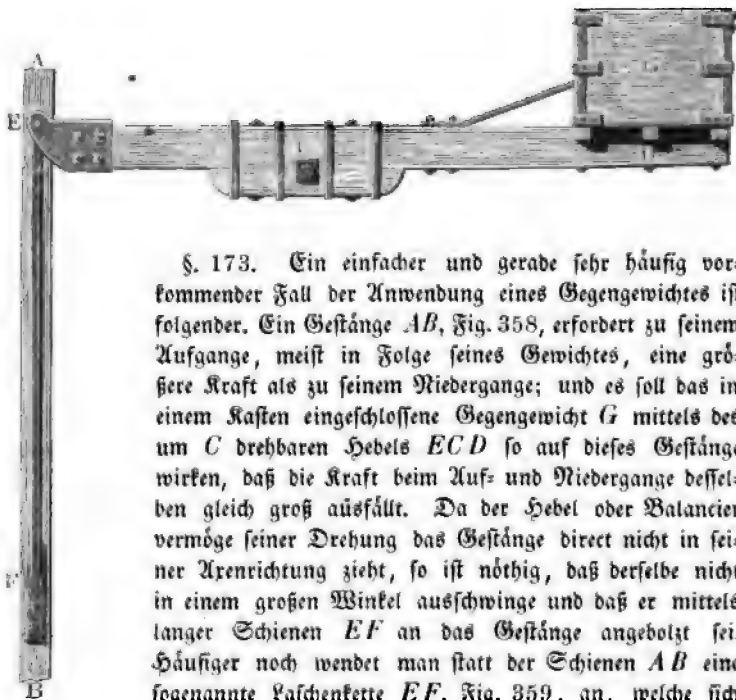 A
G
E
§. 173. Ein einfacher und gerade sehr häufig vor⸗
kommender Fall der Anwendung eines Gegengewichtes ist
folgender. Ein Gestänge AB, Fig. 358, erfordert zu seinem
Aufgange, meist in Folge seines Gewichtes, eine grö⸗
ßere Kraft als zu seinem Niedergange; und es soll das in
einem Kasten eingeschlossene Gegengewicht G mittels des
um C drehbaren Hebels ECD so auf dieses Gestänge
wirken, daß die Kraft beim Auf⸗ und Niedergange dessel⸗
ben gleich groß ausfällt. Da der Hebel oder Balancier
vermöge seiner Drehung das Gestänge direct nicht in sei⸗
ner Axenrichtung zieht, so ist nöthig, daß derselbe nicht
in einem großen Winkel ausschwinge und daß er mittels
langer Schienen EF an das Gestänge angebolzt sei.
Häufiger noch wendet man statt der Schienen AB eine
sogenannte Laschenkette EF, Fig. 359, an, welche sich
F
B